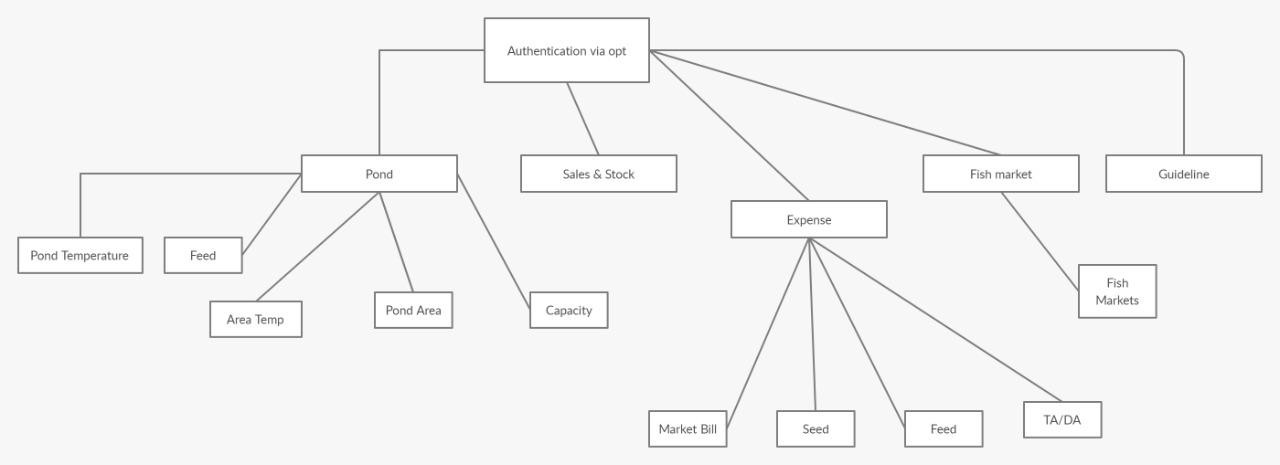 Authentication via opt
Pond
Sales & Stock
Fish market
Guideline
Expense
Pond Temperature
Feed
Area Temp
Pond Area
Capacity
Fish
Markets
Market Bill
Seed
Feed
TA/DA